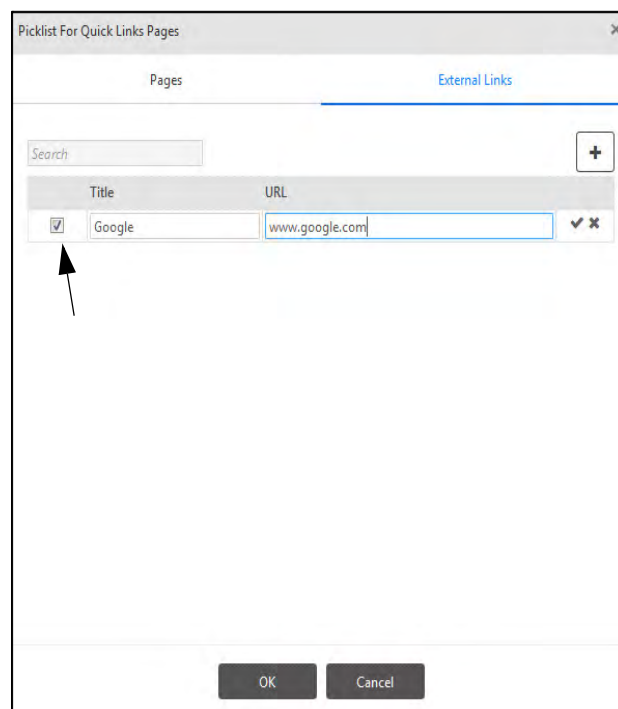 Picklist For Quick Links Pages
Pages External Links
Search
Title URL
Google www.google.com
OK Cancel